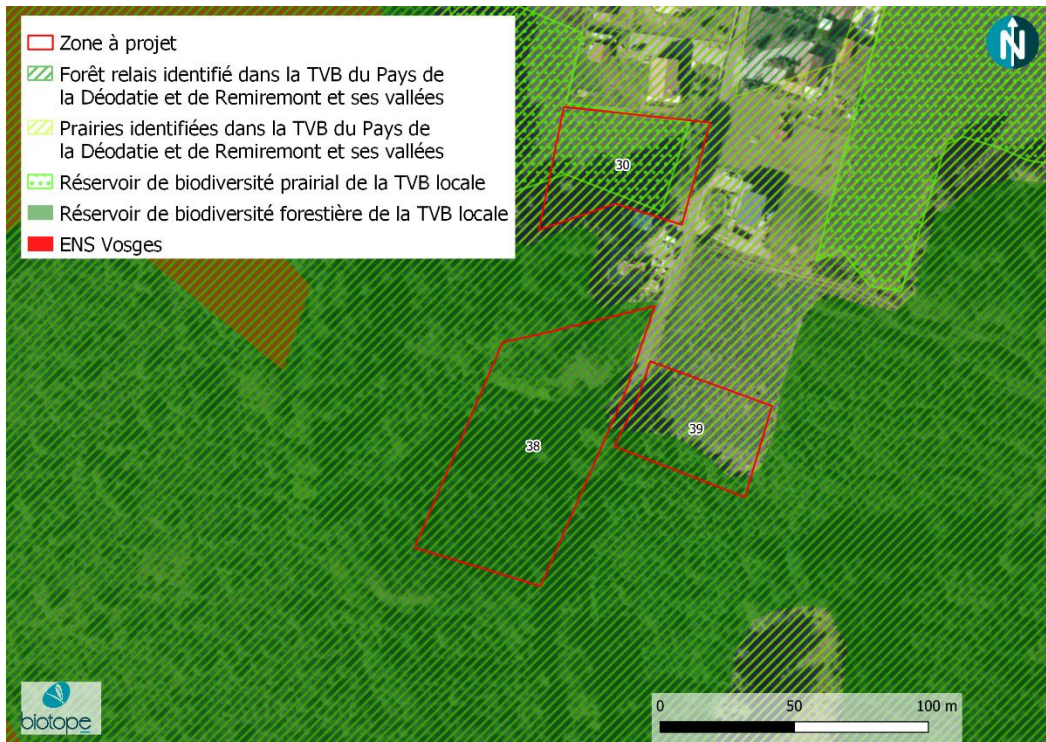 Zone à projet
Forêt relais identifié dans la TVB du Pays de
la Déodatie et de Remiremont et ses vallées
Prairies identifiées dans la TVB du Pays de
la Déodatie et de Remiremont et ses vallées
Réservoir de biodiversité prairial de la TVB locale
Réservoir de biodiversité forestière de la TVB locale
ENS Vosges
N
30
38
39
biotope
0 50 100 m